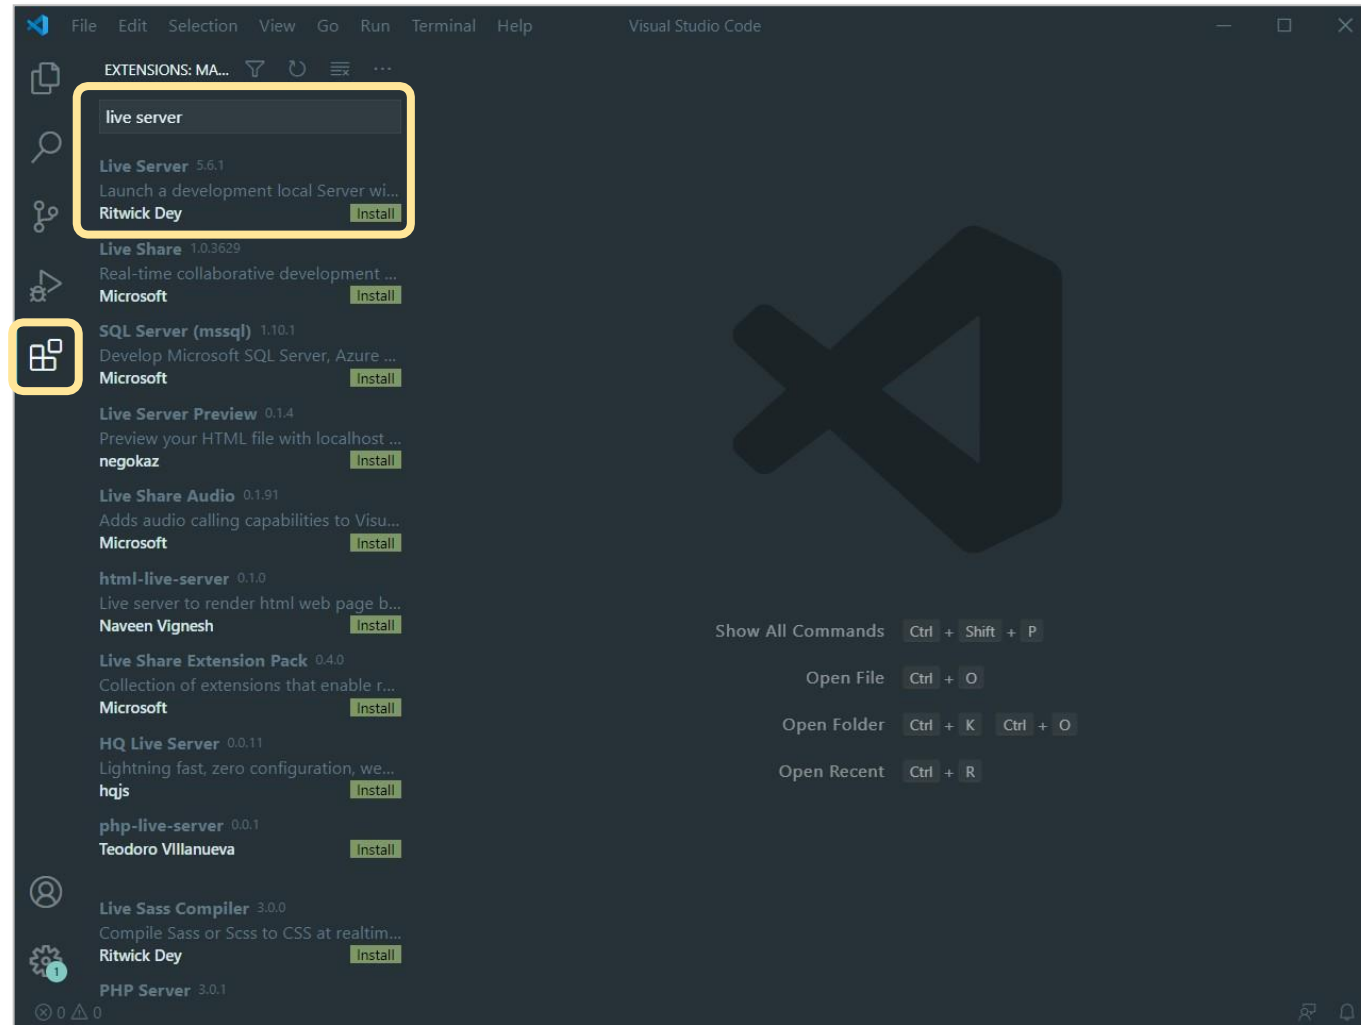 File Edit Selection View Go Run Terminal Help Visual Studio Code
EXTENSIONS: MA...
live server
Live Server 5.6.1
Launch a development local Server wi...
Ritwick Dey Install
Live Share 1.0.3629
Real-time collaborative development ...
Microsoft Install
SQL Server (mssql) 1.10.1
Develop Microsoft SQL Server, Azure ...
Microsoft Install
Live Server Preview 0.1.4
Preview your HTML file with localhost ...
negokaz Install
Live Share Audio 0.1.91
Adds audio calling capabilities to Visu...
Microsoft Install
html-live-server 0.1.0
Live server to render html web page b...
Naveen Vignesh Install
Live Share Extension Pack 0.4.0
Collection of extensions that enable r...
Microsoft Install
HQ Live Server 0.0.11
Lightning fast, zero configuration, we...
hqjs Install
php-live-server 0.0.1
Teodoro VIllanueva Install
Live Sass Compiler 3.0.0
Compile Sass or Scss to CSS at realtim...
Ritwick Dey Install
PHP Server 3.0.1
Show All Commands Ctrl + Shift + P
Open File Ctrl + O
Open Folder Ctrl + K Ctrl + O
Open Recent Ctrl + R
1
0 0